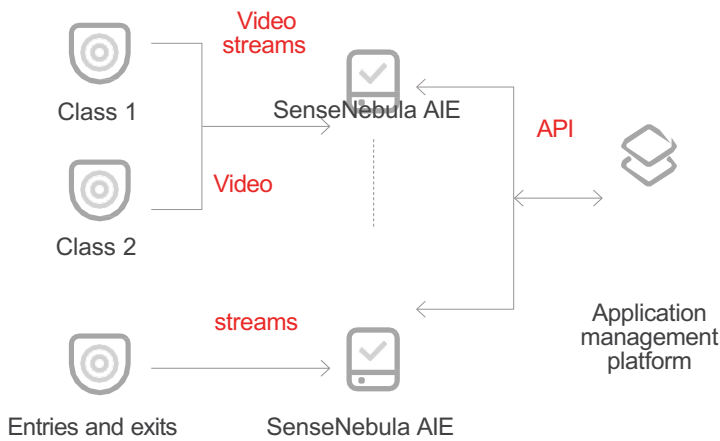 Video
streams
Class 1
SenseNebula AIE
API
Video
Class 2
streams
Application
management
platform
Entries and exits
SenseNebula AIE